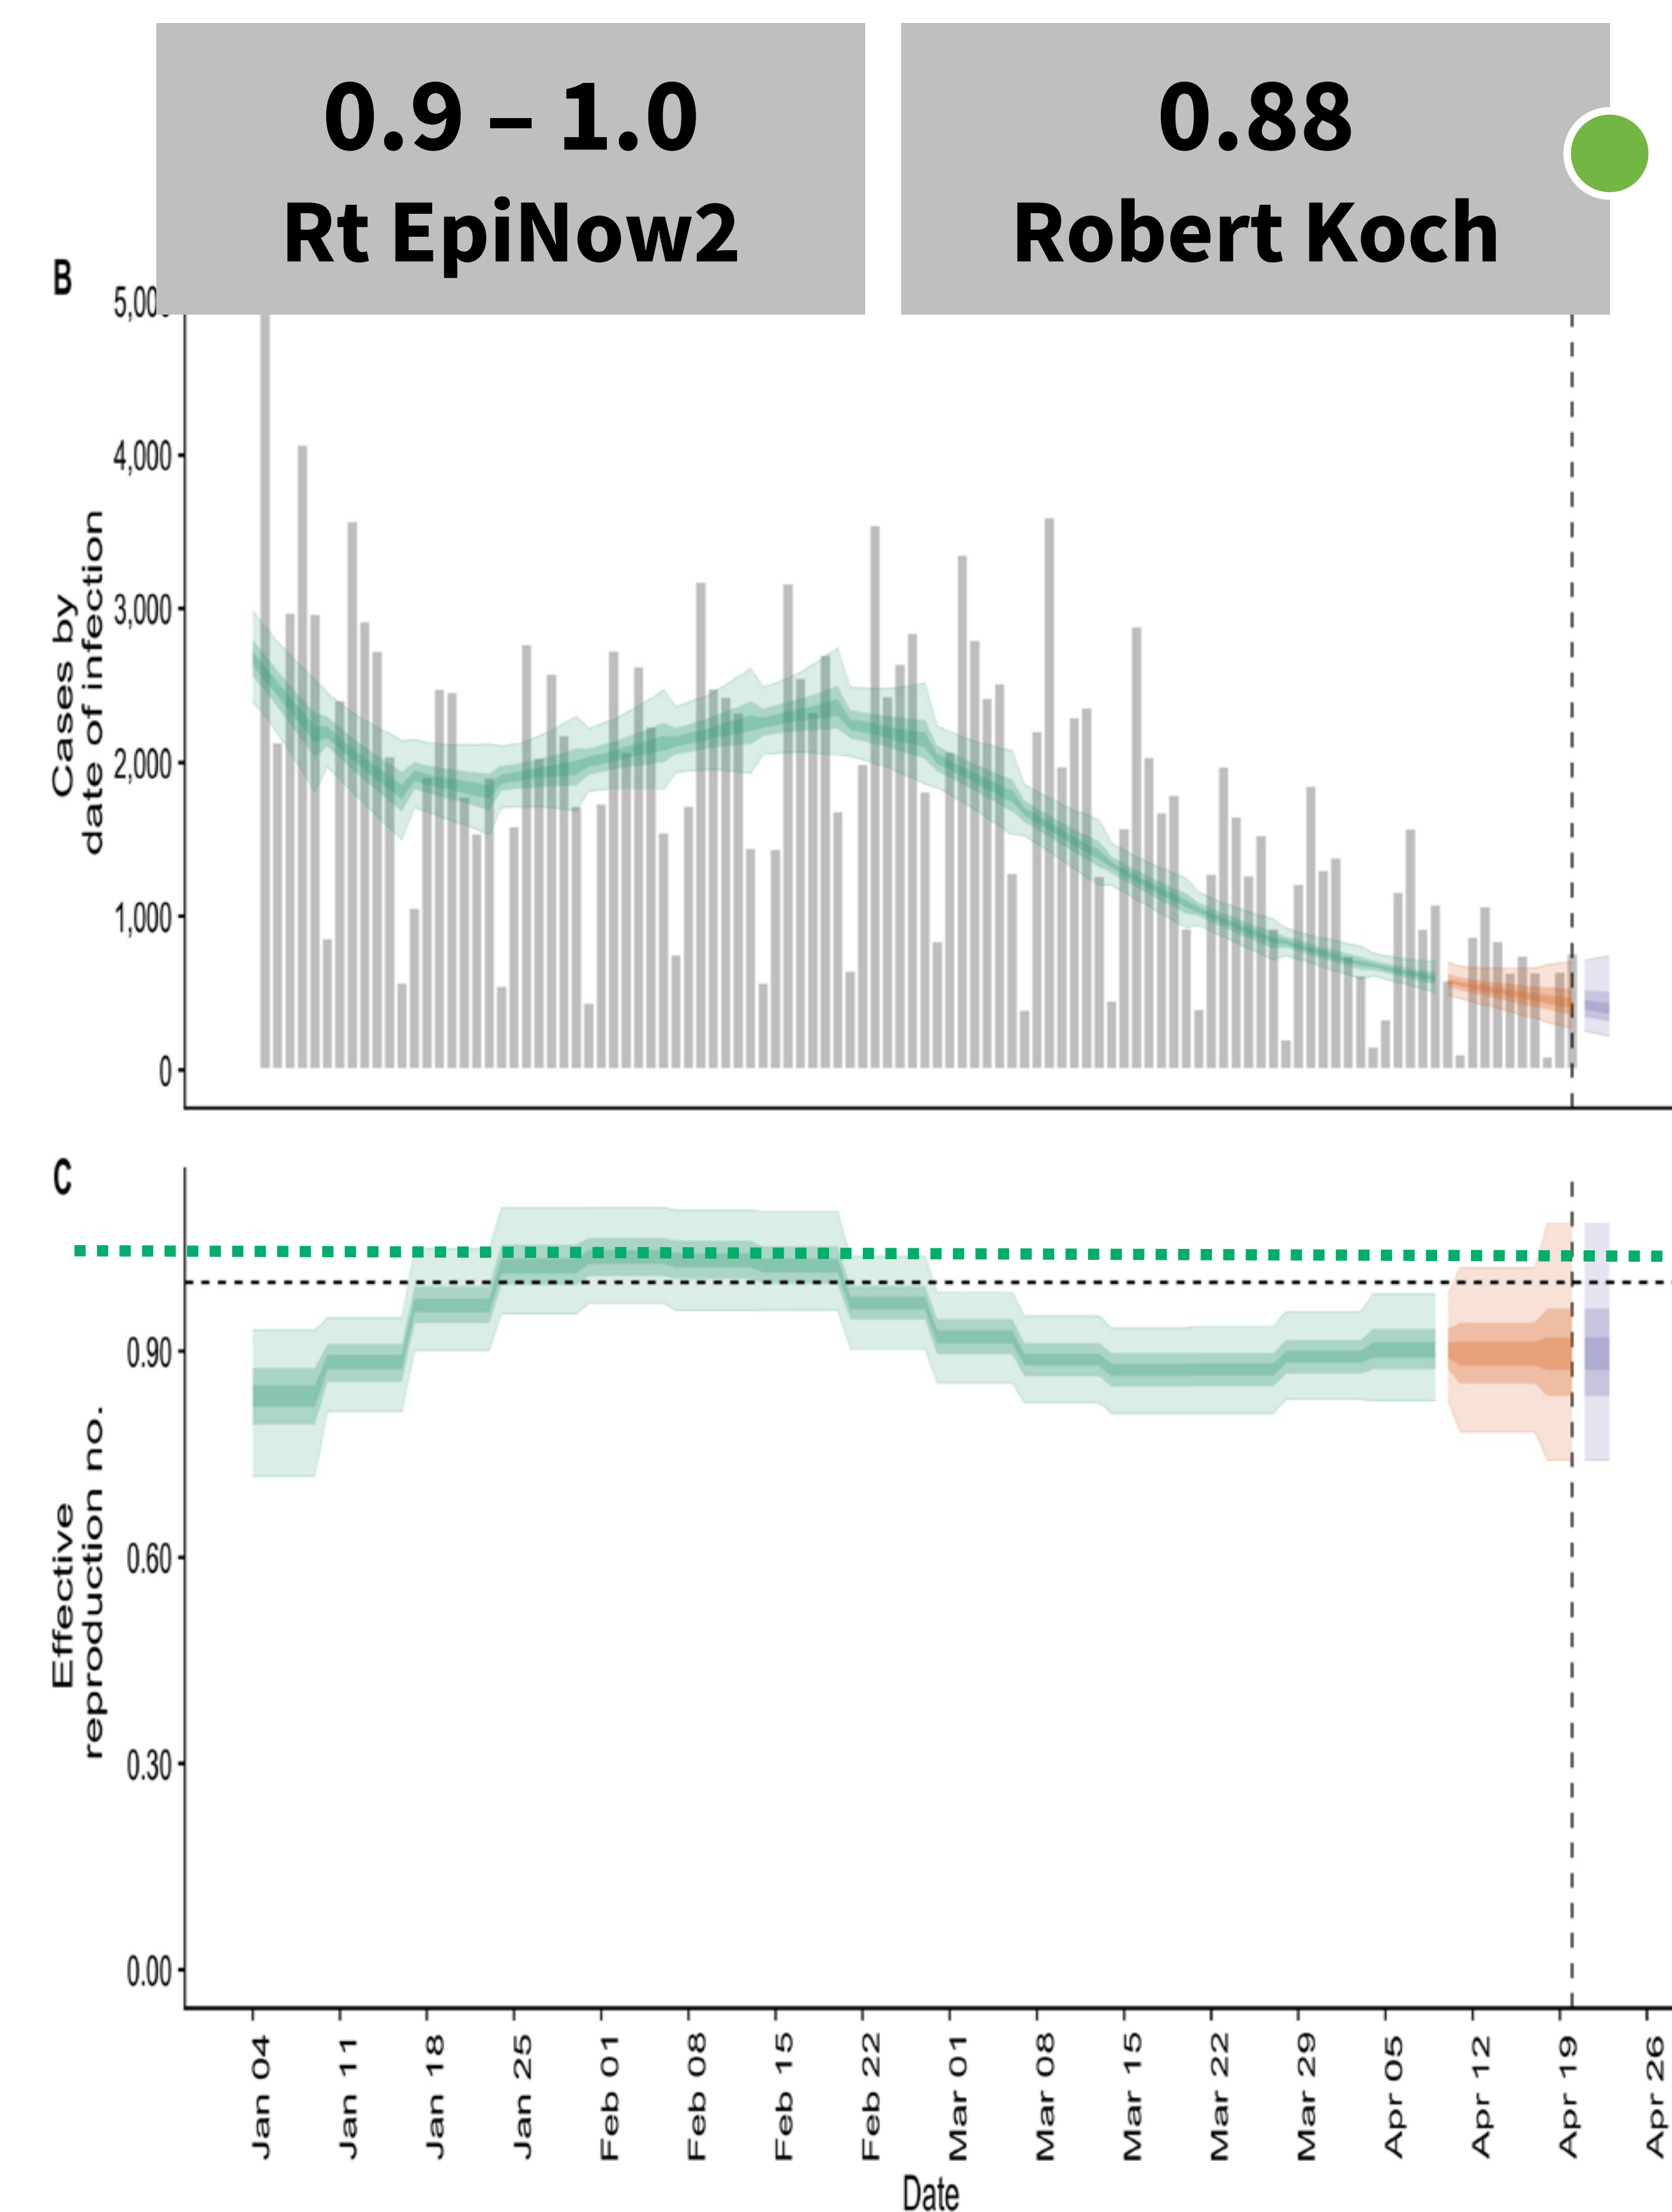 0.9 – 1.0
Rt EpiNow2
0.88
Robert Koch
B
4,000
3,000
2,000
1,000
0
Cases by
date of infection
C
0.90
0.60
0.30
0.00
Effective
reproduction no.
Jan 04
Jan 11
Jan 18
Jan 25
Feb 01
Feb 08
Feb 15
Feb 22
Mar 01
Mar 08
Mar 15
Mar 22
Mar 29
Apr 05
Apr 12
Apr 19
Apr 26
Date